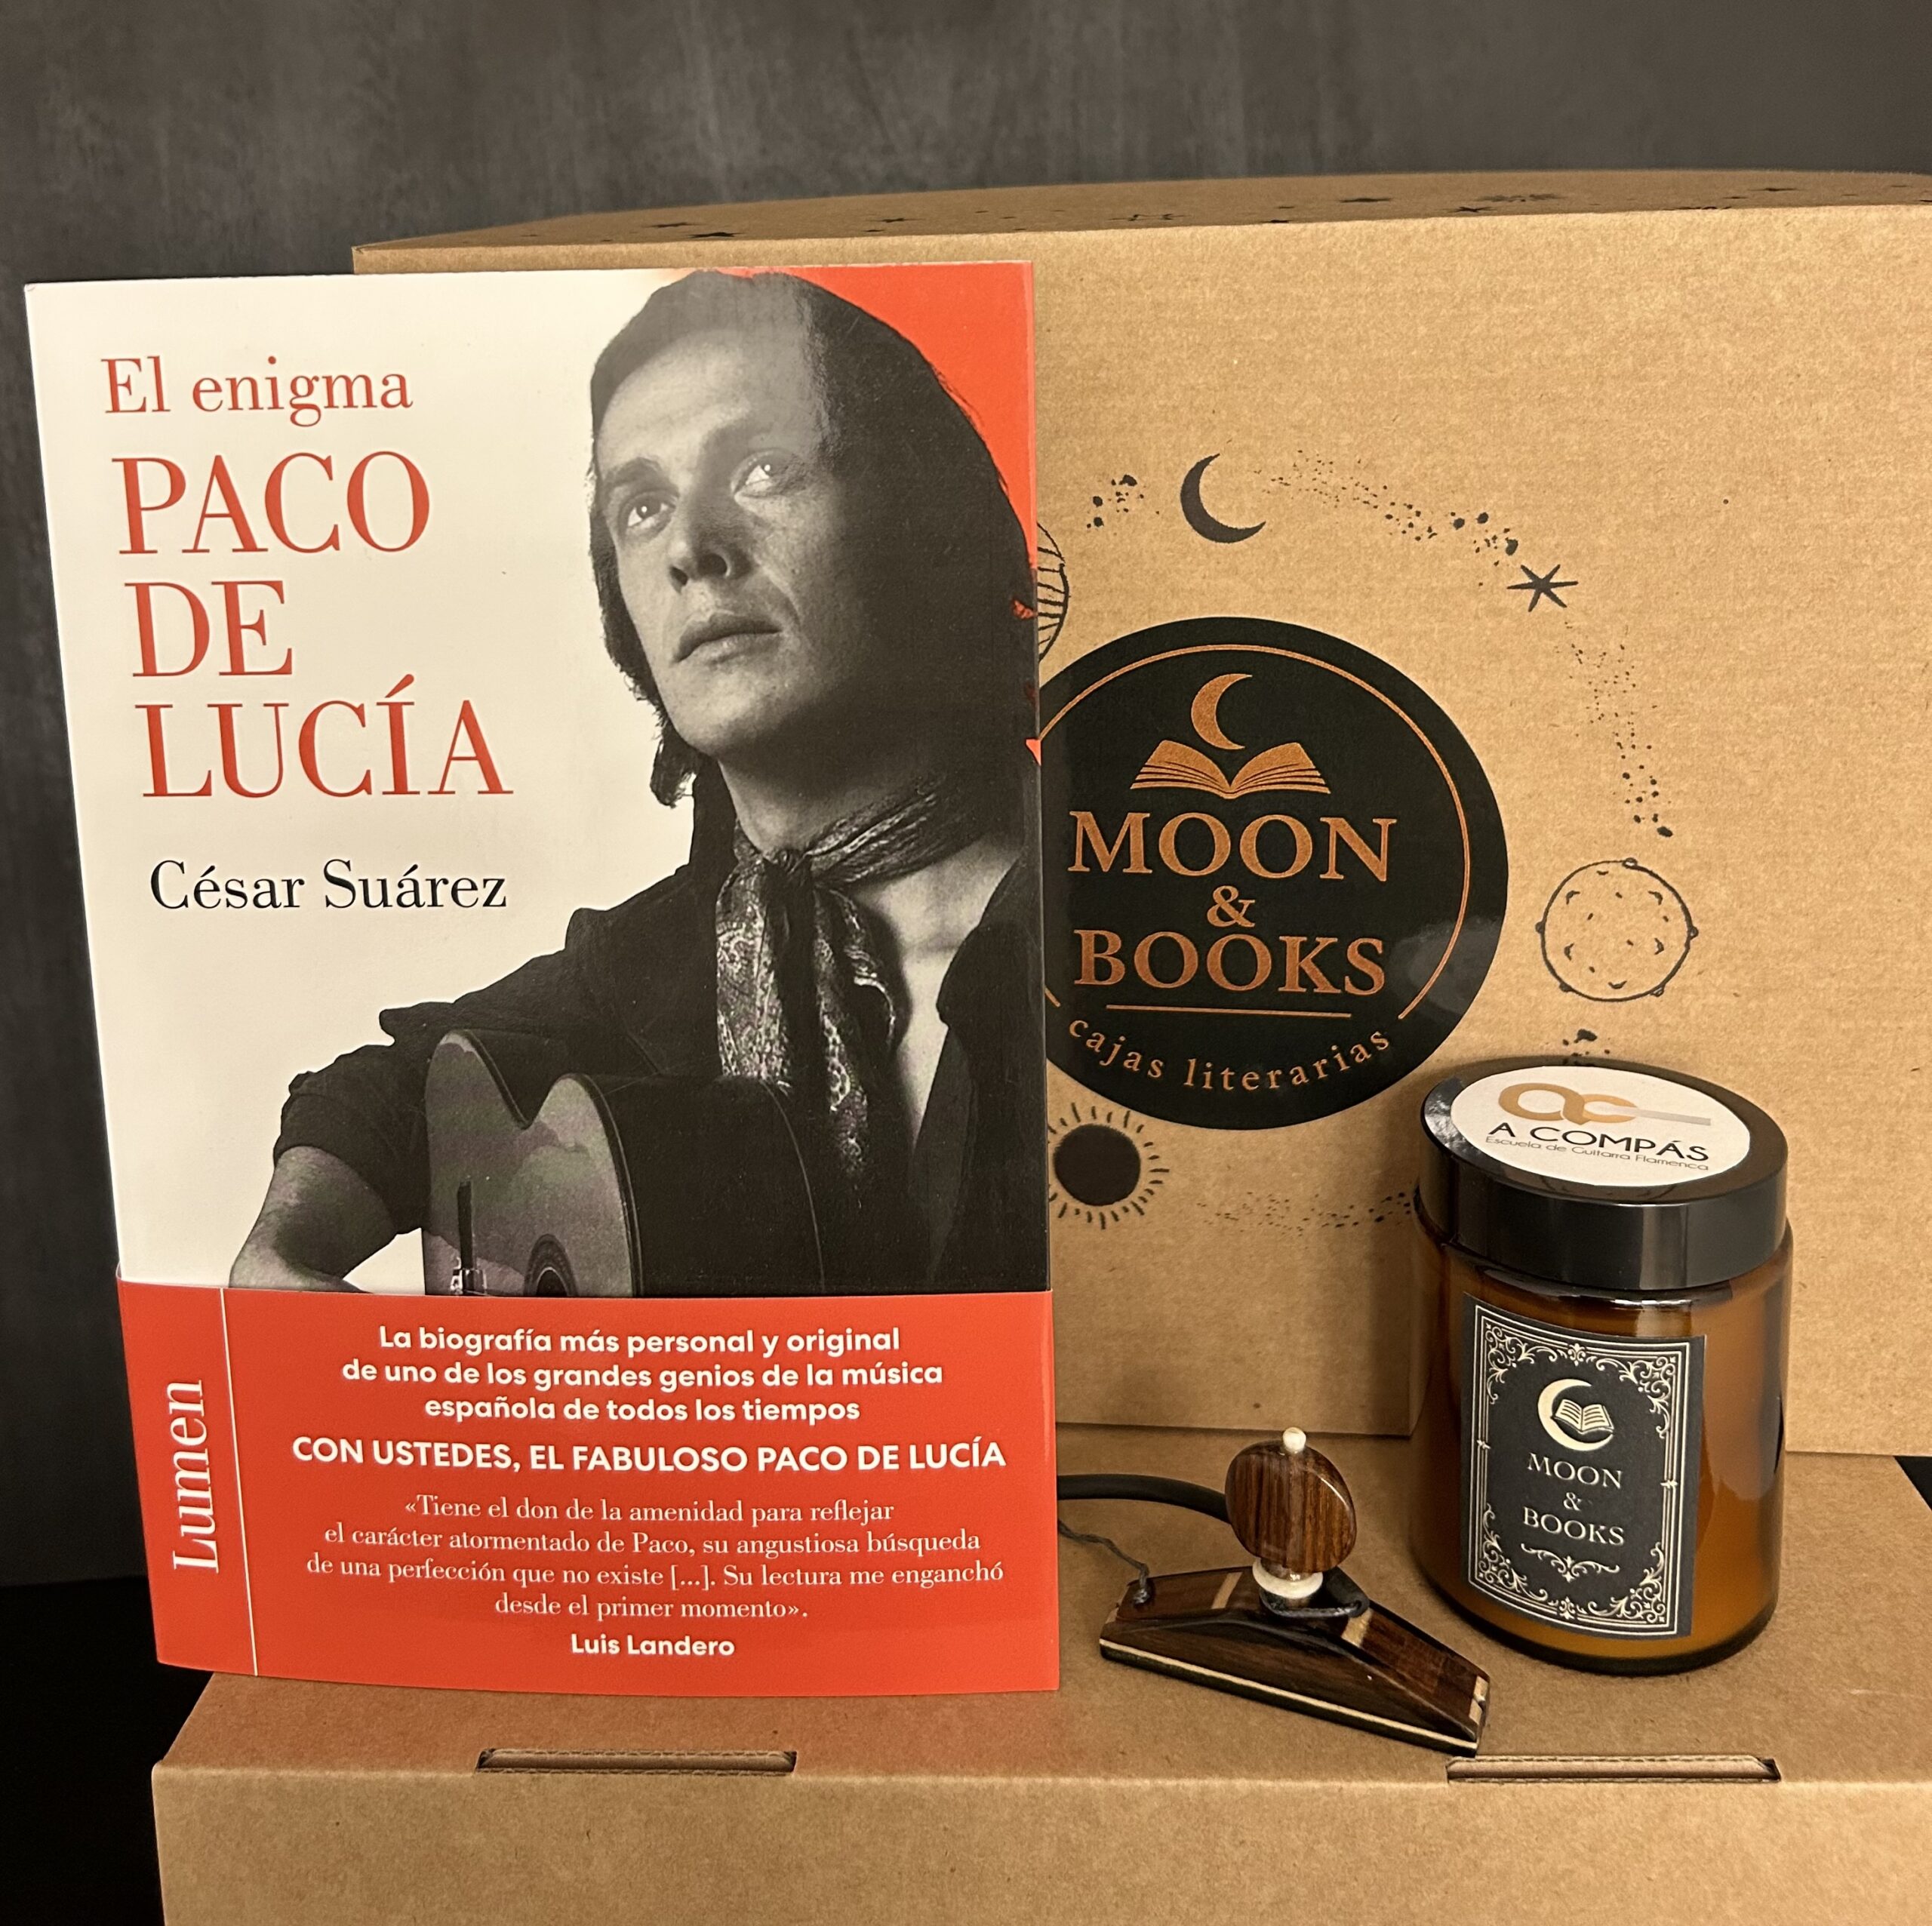 El enigma
PACO
DE
LUCÍA
César Suárez
Lumen
La biografía más personal y original
de uno de los grandes genios de la música
española de todos los tiempos
CON USTEDES, EL FABULOSO PACO DE LUCÍA
«Tiene el don de la amenidad para reflejar
el carácter atormentado de Paco, su angustiosa búsqueda
de una perfección que no existe [...]. Su lectura me enganchó
desde el primer momento».
Luis Landero
MOON
&
BOOKS
cajas literarias
ac
A COMPÁS
Escuela de Guitarra Flamenca
MOON
&
BOOKS